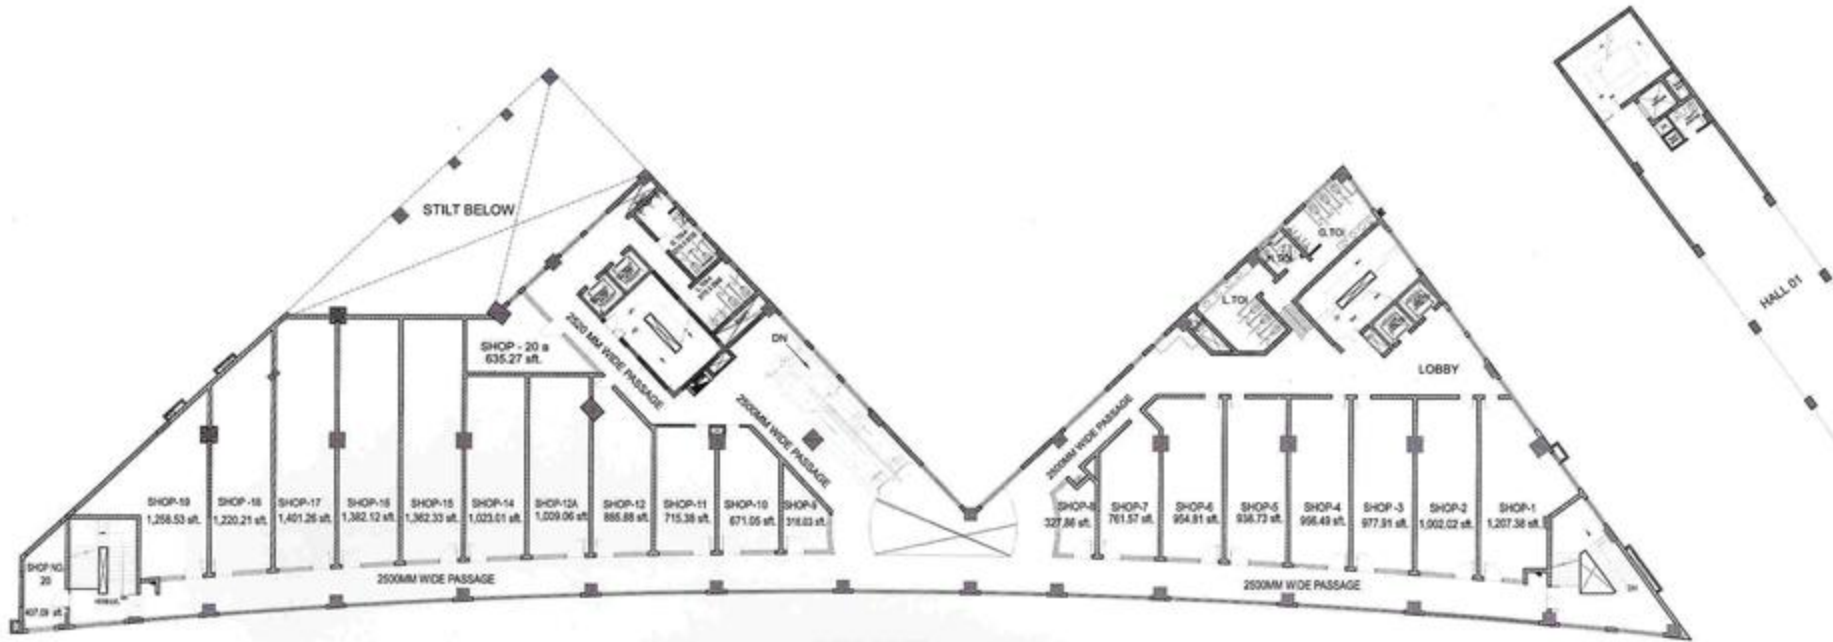 STILT BELOW
G.TOI
L.TOI
HALL 01
DN
2520 MM WIDE PASSAGE
SHOP - 20 a
635.27 sft.
LOBBY
2500MM WIDE PASSAGE
2500MM WIDE PASSAGE
SHOP-19
1,258.53 sft.
SHOP -18
1,220.21 sft.
SHOP-17
1,401.26 sft.
SHOP-16
1,382.12 sft.
SHOP-15
1,362.33 sft.
SHOP-14
1,023.01 sft.
SHOP-12A
1,009.06 sft.
SHOP-12
885.88 sft.
SHOP-11
715.38 sft.
SHOP-10
671.05 sft.
SHOP-9
318.03 sft.
SHOP-8
327.86 sft.
SHOP-7
761.57 sft.
SHOP-6
954.91 sft.
SHOP-5
938.73 sft.
SHOP-4
998.49 sft.
SHOP -3
977.91 sft.
SHOP-2
1,002.02 sft.
SHOP-1
1,207.38 sft.
SHOP NO.
20
407.09 sft.
2500MM WIDE PASSAGE
2500MM WIDE PASSAGE
DN